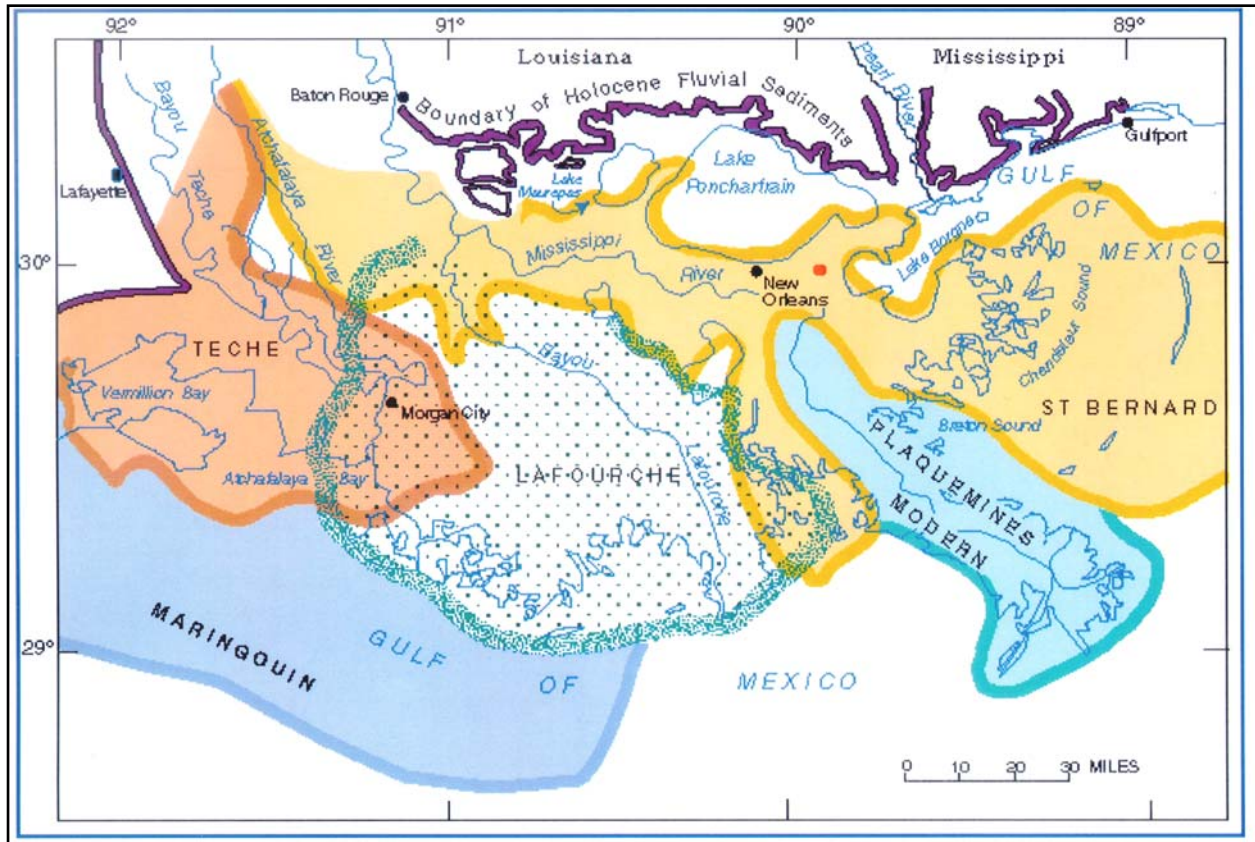 92°
91°
90°
89°
Louisiana
Mississippi
Baton Rouge
Boundary of Holocene Fluvial Sediments
Pearl River
Gulfport
Bayou
Teche
Atchafalaya
River
Lafayette
Lake
Maurepas
Lake
Ponchartrain
GULF
OF
MEXICO
Lake Borgne
30°
Mississippi
River
New
Orleans
Chandeleur Sound
TECHE
Vermillion Bay
Morgan City
Atchafalaya Bay
Bayou
Lafourche
LAFOURCHE
ST BERNARD
Breton Sound
PLAQUEMINES
MODERN
MARINGOUIN
29°
GULF
OF
MEXICO
0 10 20 30 MILES